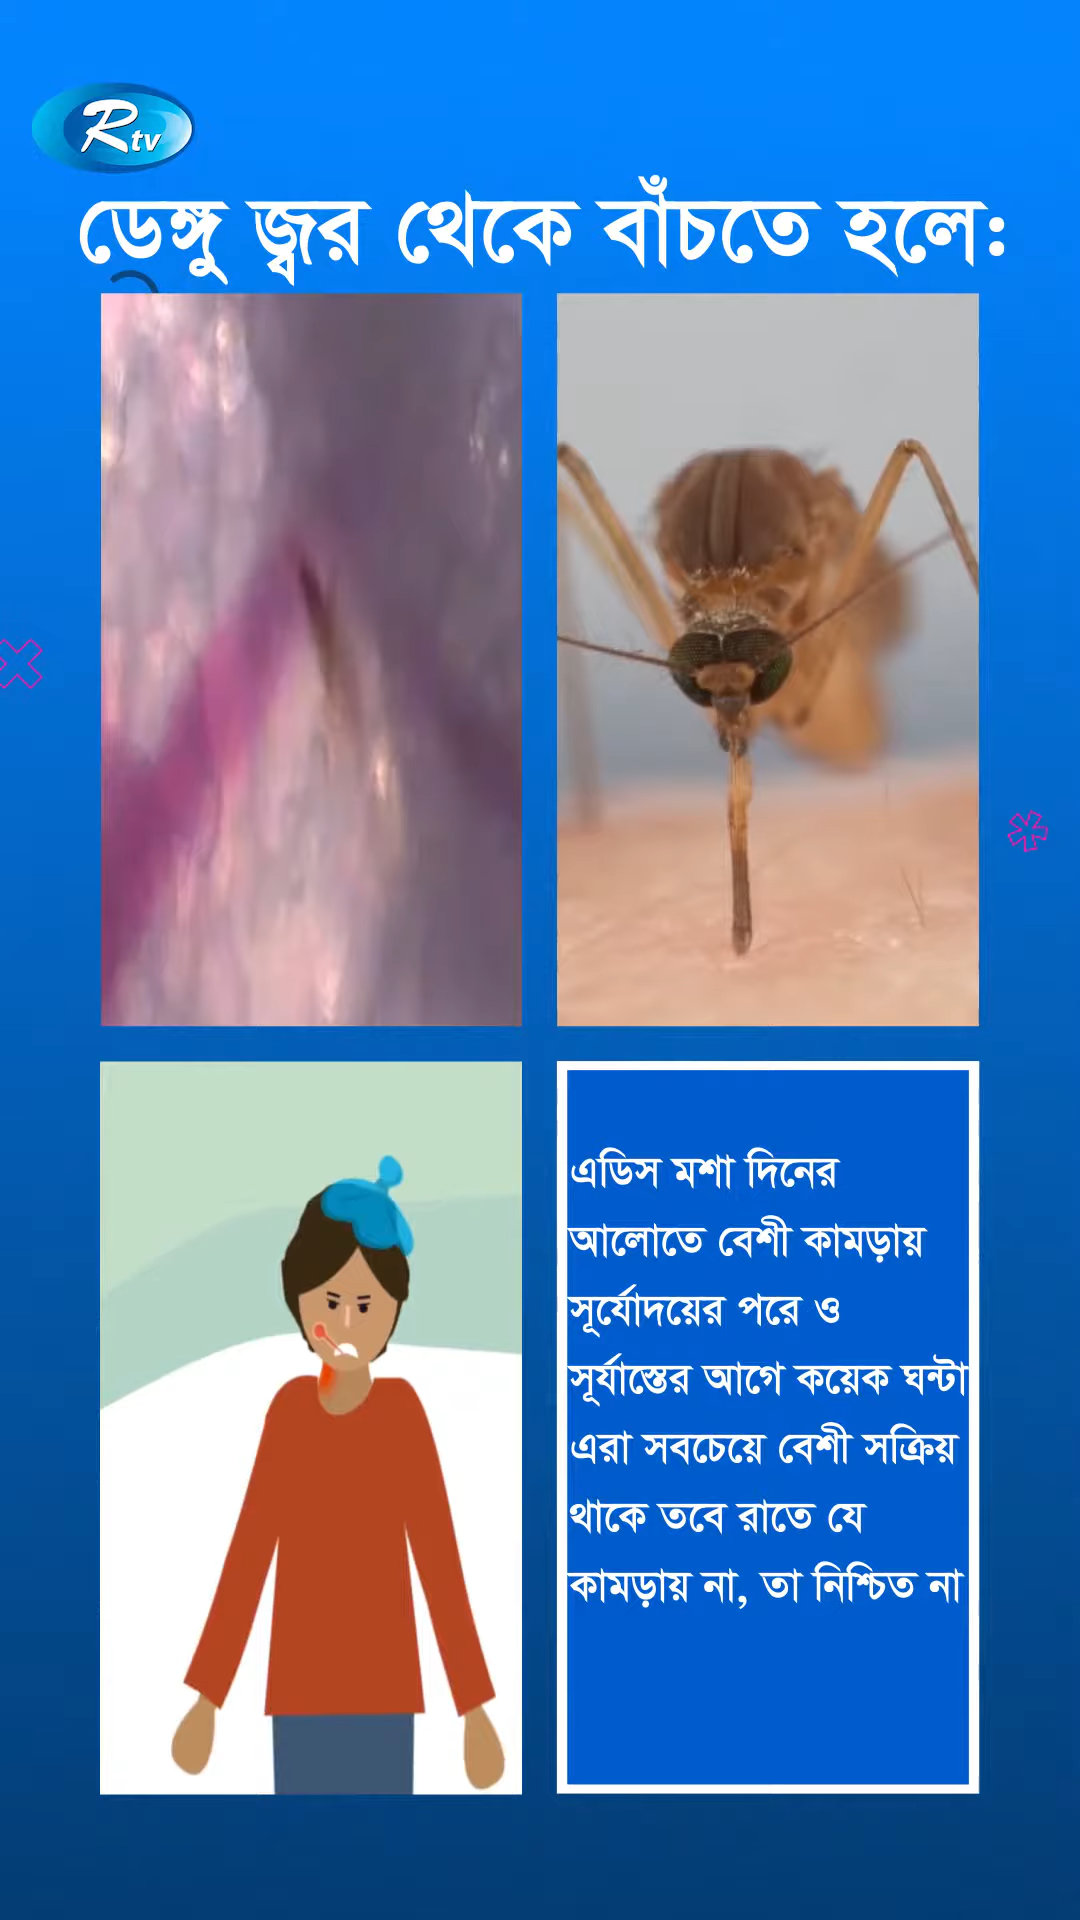 Rtv
ডেঙ্গু জ্বর থেকে বাঁচতে হলে:
এডিস মশা দিনের
আলোতে বেশী কামড়ায়
সূর্যোদয়ের পরে ও
সূর্যাস্তের আগে কয়েক ঘন্টা
এরা সবচেয়ে বেশী সক্রিয়
থাকে তবে রাতে যে
কামড়ায় না, তা নিশ্চিত না